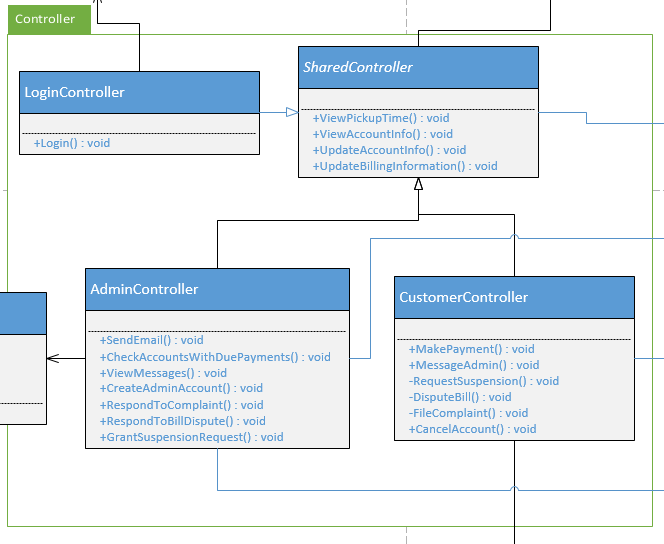 Controller
LoginController
+Login() : void
SharedController
+ViewPickupTime() : void
+ViewAccountInfo() : void
+UpdateAccountInfo() : void
+UpdateBillingInformation() : void
AdminController
+SendEmail() : void
+CheckAccountsWithDuePayments() : void
+ViewMessages() : void
+CreateAdminAccount() : void
+RespondToComplaint() : void
+RespondToBillDispute() : void
+GrantSuspensionRequest() : void
CustomerController
+MakePayment() : void
+MessageAdmin() : void
-RequestSuspension() : void
-DisputeBill() : void
-FileComplaint() : void
+CancelAccount() : void